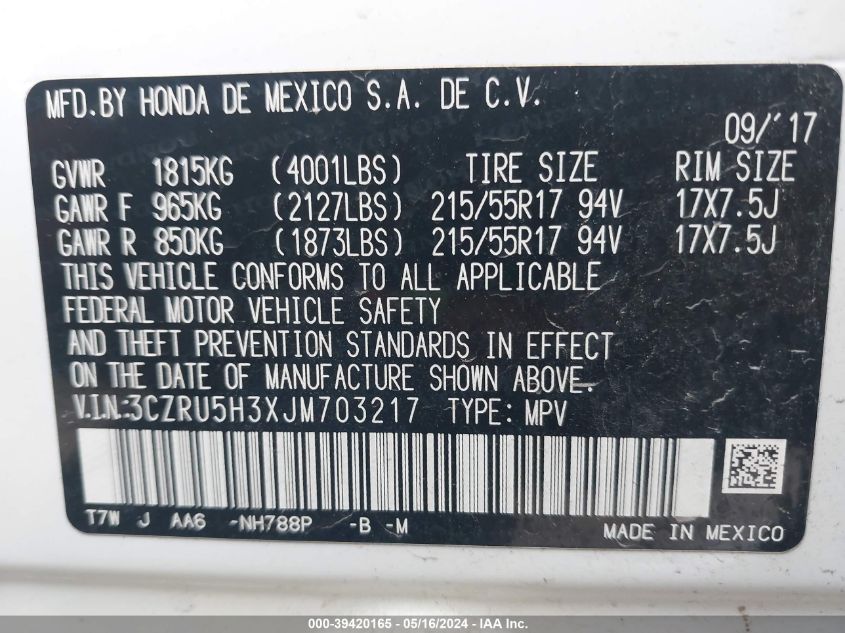 MFD.BY HONDA DE MEXICO S.A. DE C.V.
09/'17
GVWR 1815KG (4001LBS) TIRE SIZE RIM SIZE
GAWR F 965KG (2127LBS) 215/55R17 94V 17X7.5J
GAWR R 850KG (1873LBS) 215/55R17 94V 17X7.5J
THIS VEHICLE CONFORMS TO ALL APPLICABLE
FEDERAL MOTOR VEHICLE SAFETY
AND THEFT PREVENTION STANDARDS IN EFFECT
ON THE DATE OF MANUFACTURE SHOWN ABOVE.
V.I.N.:3CZRU5H3XJM703217 TYPE: MPV
T7W J AA6 -NH788P -B -M
MADE IN MEXICO
000-39420165 - 05/16/2024 - IAA Inc.